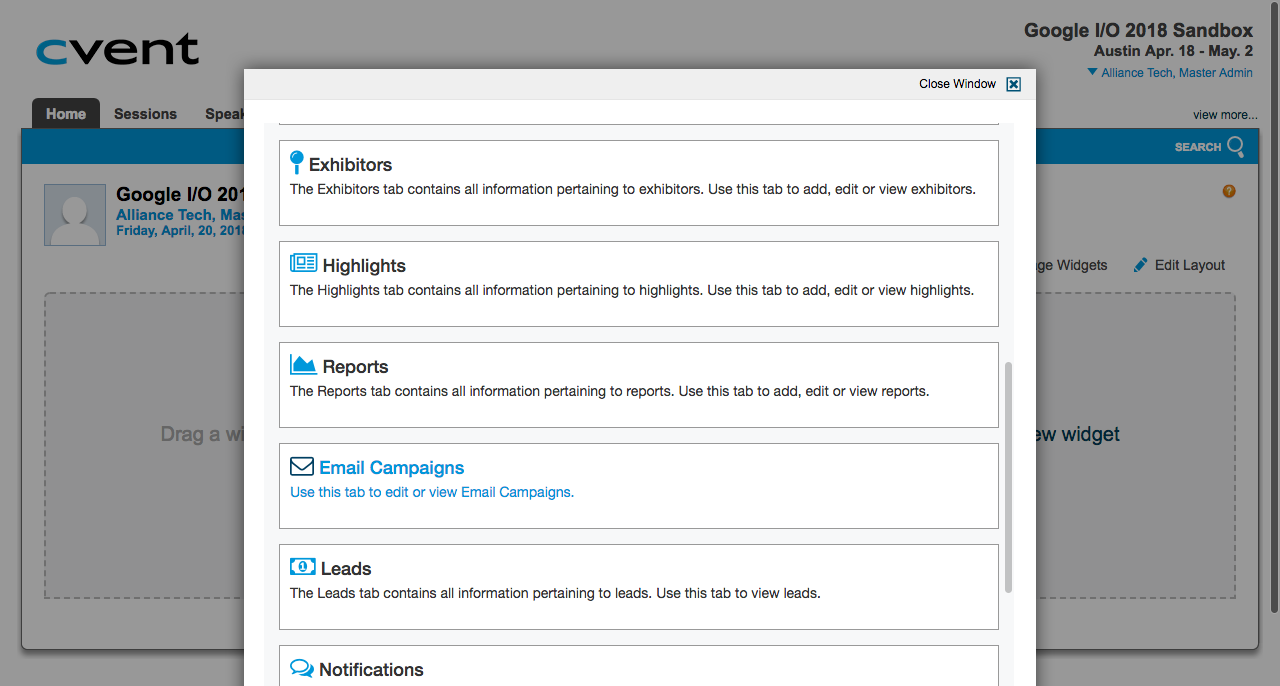 cvent
Google I/O 2018 Sandbox
Austin Apr. 18 - May. 2
Alliance Tech, Master Admin
Close Window
Home Sessions Speak
view more...
SEARCH
Google I/O 201
Alliance Tech, Mas
Friday, April, 20, 2018
ge Widgets
Edit Layout
Drag a wi
ew widget
Exhibitors
The Exhibitors tab contains all information pertaining to exhibitors. Use this tab to add, edit or view exhibitors.
Highlights
The Highlights tab contains all information pertaining to highlights. Use this tab to add, edit or view highlights.
Reports
The Reports tab contains all information pertaining to reports. Use this tab to add, edit or view reports.
Email Campaigns
Use this tab to edit or view Email Campaigns.
Leads
The Leads tab contains all information pertaining to leads. Use this tab to view leads.
Notifications